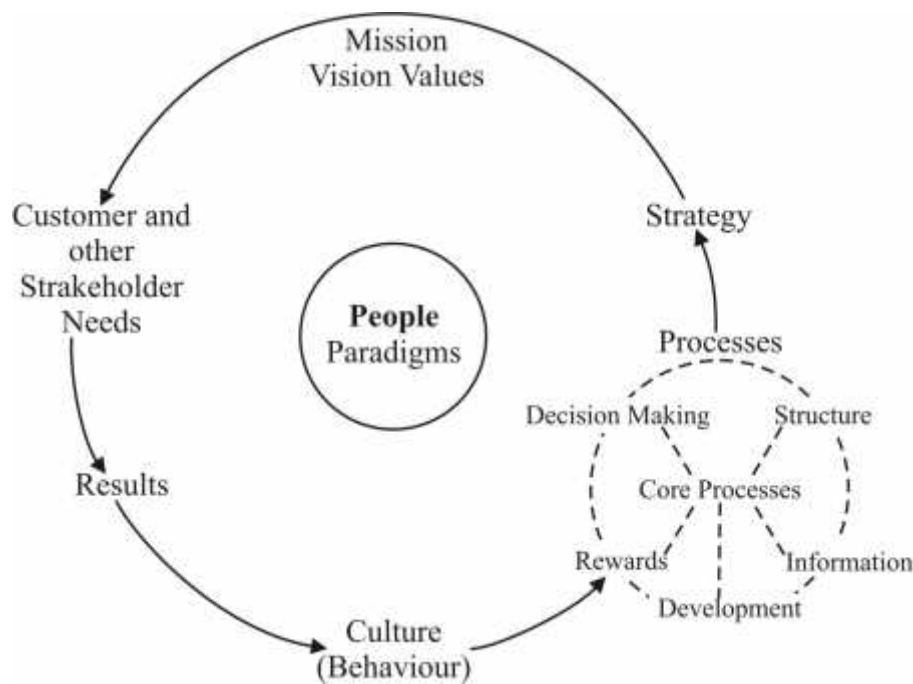 Mission
Vision Values
Customer and
other
Strakeholder
Needs
Strategy
People
Paradigms
Processes
Decision Making
Structure
Results
Core Processes
Rewards
Information
Development
Culture
(Behaviour)